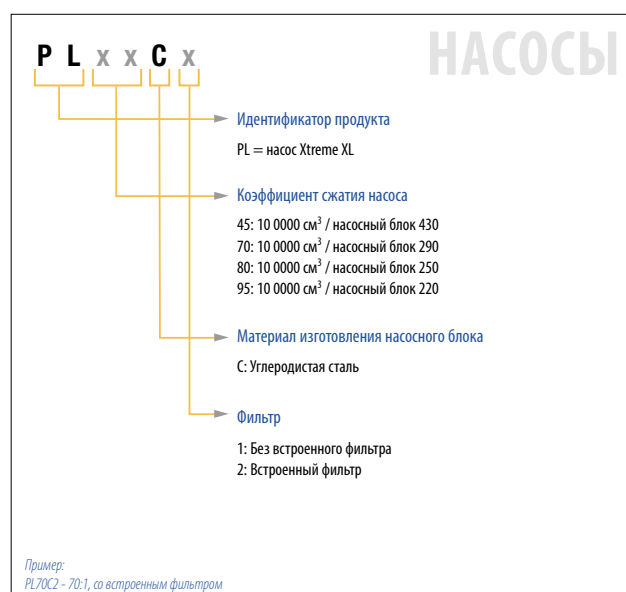 НАСОСЫ
P L x x C x
Идентификатор продукта
PL = насос Xtreme XL
Коэффициент сжатия насоса
45: 10 0000 см³ / насосный блок 430
70: 10 0000 см³ / насосный блок 290
80: 10 0000 см³ / насосный блок 250
95: 10 0000 см³ / насосный блок 220
Материал изготовления насосного блока
C: Углеродистая сталь
Фильтр
1: Без встроенного фильтра
2: Встроенный фильтр
Пример:
PL70C2 - 70:1, со встроенным фильтром